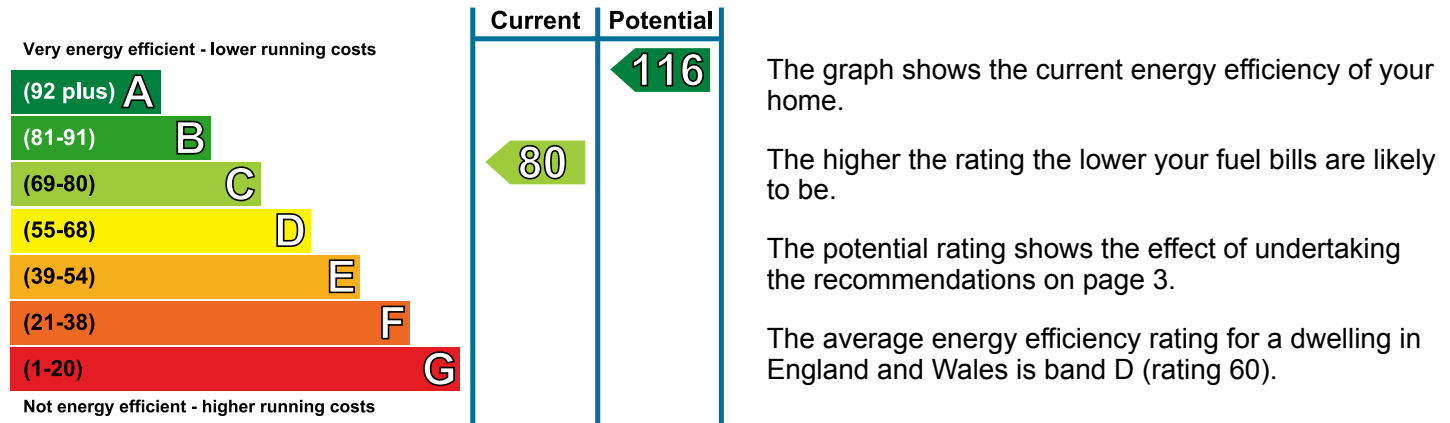 Current Potential
Very energy efficient - lower running costs
(92 plus) A
116
(81-91) B
80
(69-80) C
(55-68) D
(39-54) E
(21-38) F
(1-20) G
Not energy efficient - higher running costs
The graph shows the current energy efficiency of your
home.
The higher the rating the lower your fuel bills are likely
to be.
The potential rating shows the effect of undertaking
the recommendations on page 3.
The average energy efficiency rating for a dwelling in
England and Wales is band D (rating 60).